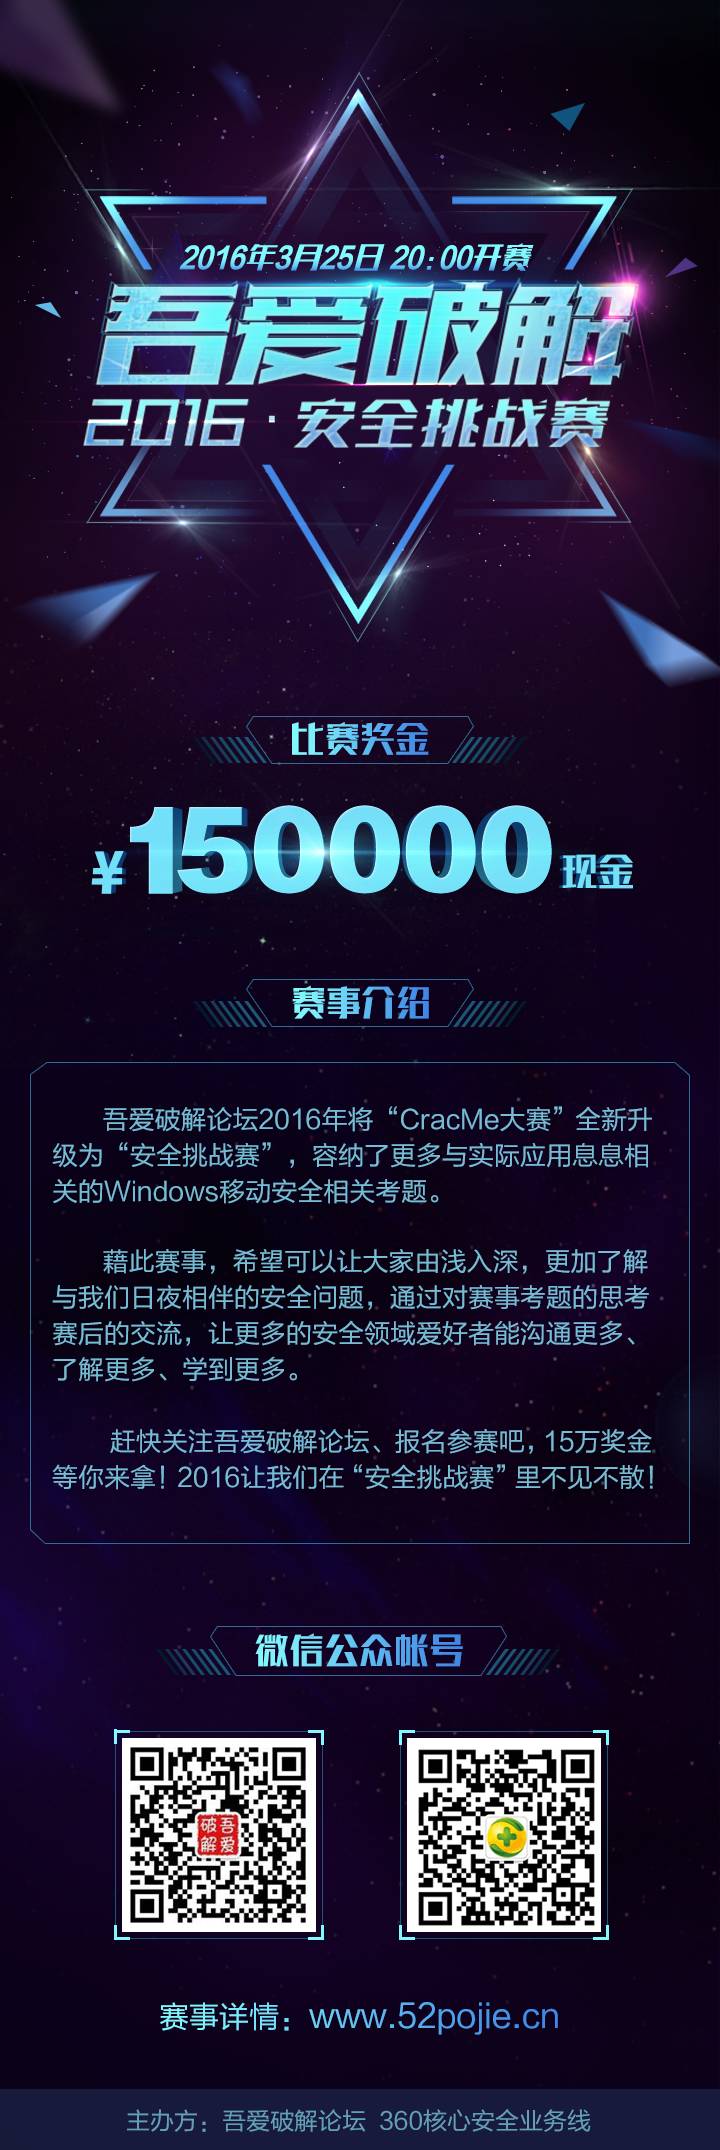 2016年3月25日 20:00开赛
吾爱破解
2016·安全挑战赛
比赛奖金
¥150000现金
赛事介绍
吾爱破解论坛2016年将“CracMe大赛”全新升
级为“安全挑战赛”，容纳了更多与实际应用息息相
关的Windows移动安全相关考题。
藉此赛事，希望可以让大家由浅入深，更加了解
与我们日夜相伴的安全问题，通过对赛事考题的思考
赛后的交流，让更多的安全领域爱好者能沟通更多、
了解更多、学到更多。
赶快关注吾爱破解论坛、报名参赛吧，15万奖金
等你来拿！2016让我们在“安全挑战赛”里不见不散！
微信公众帐号
吾爱
破解
赛事详情：www.52pojie.cn
主办方：吾爱破解论坛 360核心安全业务线